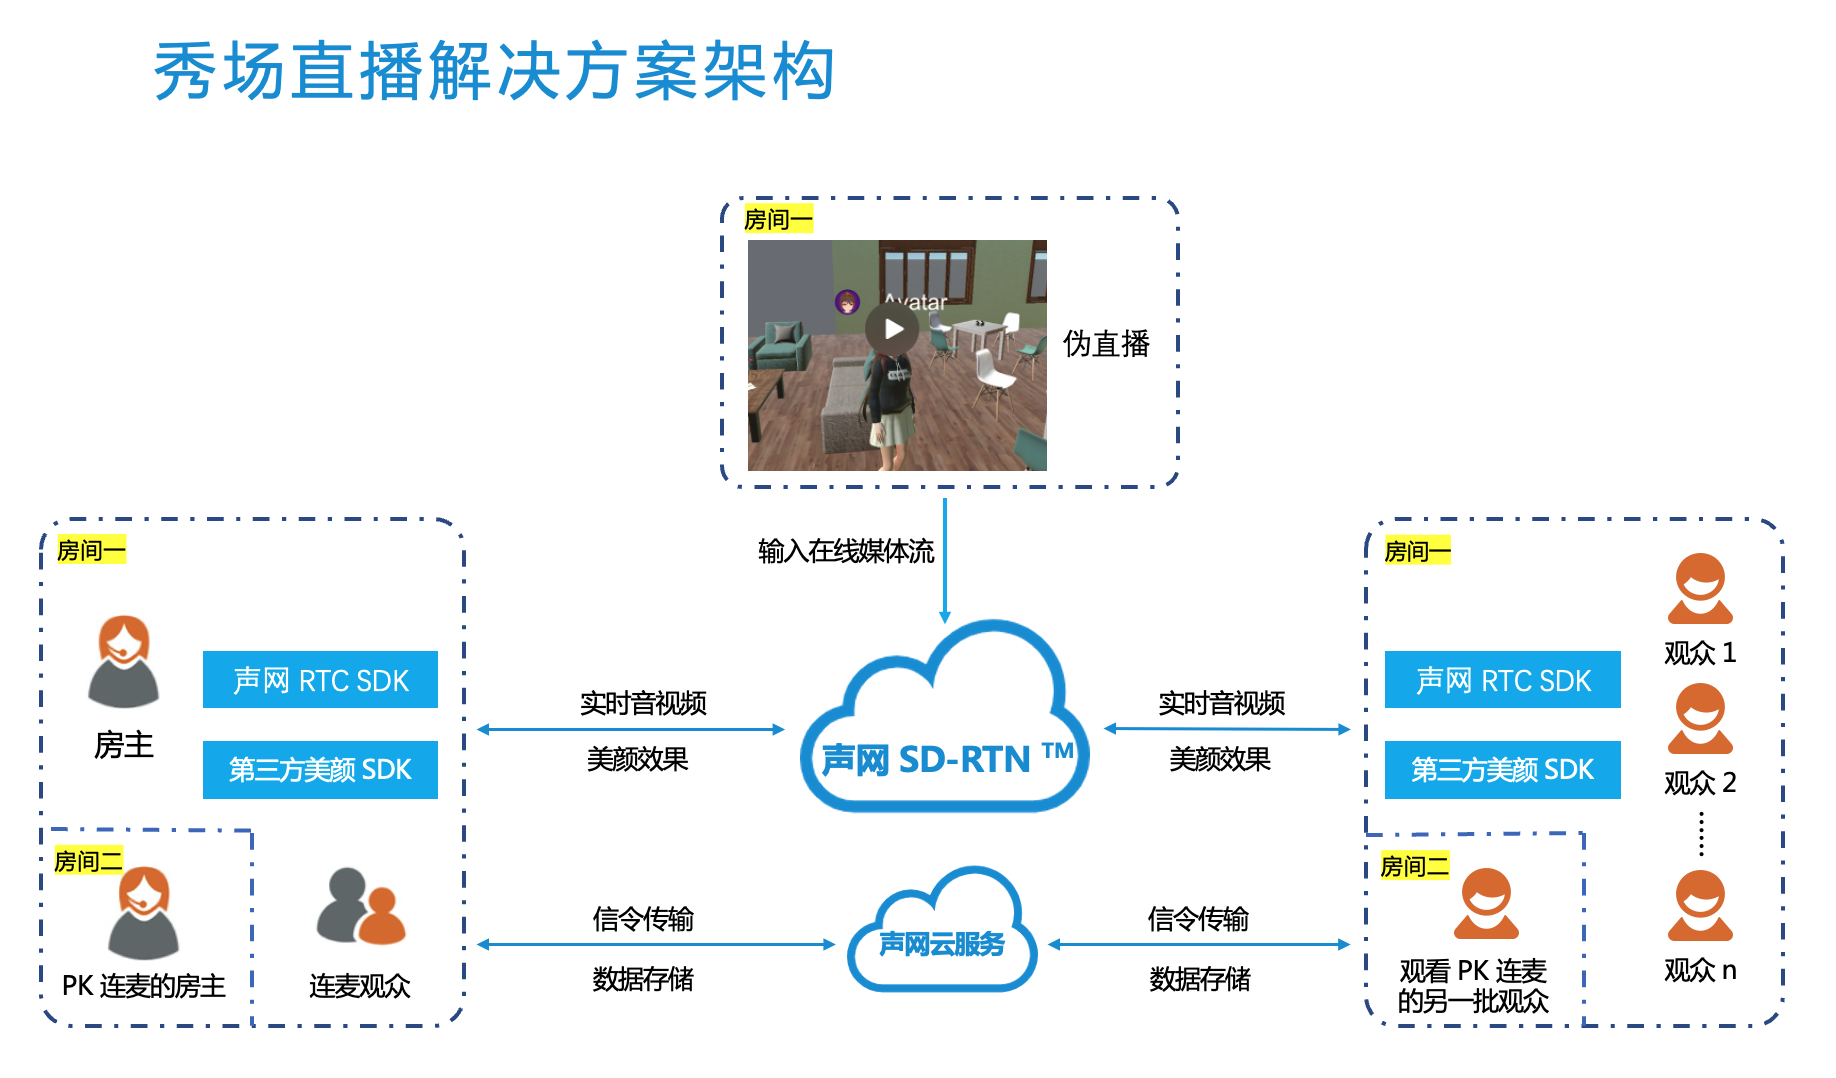 秀场直播解决方案架构
房间一
Avatar
伪直播
输入在线媒体流
房间一
房主
声网 RTC SDK
第三方美颜 SDK
房间二
PK 连麦的房主
连麦观众
实时音视频
美颜效果
信令传输
数据存储
声网 SD-RTN ™
声网云服务
实时音视频
美颜效果
信令传输
数据存储
房间一
声网 RTC SDK
第三方美颜 SDK
观众 1
观众 2
观众 n
房间二
观看 PK 连麦
的另一批观众